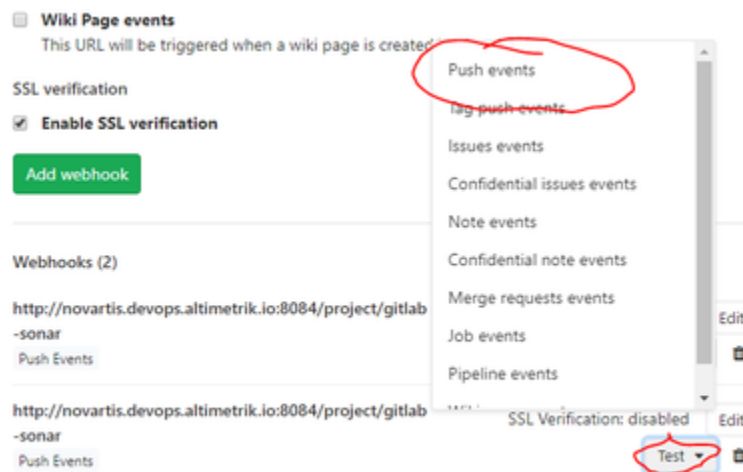 Wiki Page events
This URL will be triggered when a wiki page is created
SSL verification
Enable SSL verification
Add webhook
Webhooks (2)
http://novartis.devops.altimetrik.io:8084/project/gitlab
-sonar
Push Events
Edit
http://novartis.devops.altimetrik.io:8084/project/gitlab
-sonar
Push Events
SSL Verification: disabled
Edit
Test
Push events
Tag push events
Issues events
Confidential issues events
Note events
Confidential note events
Merge requests events
Job events
Pipeline events